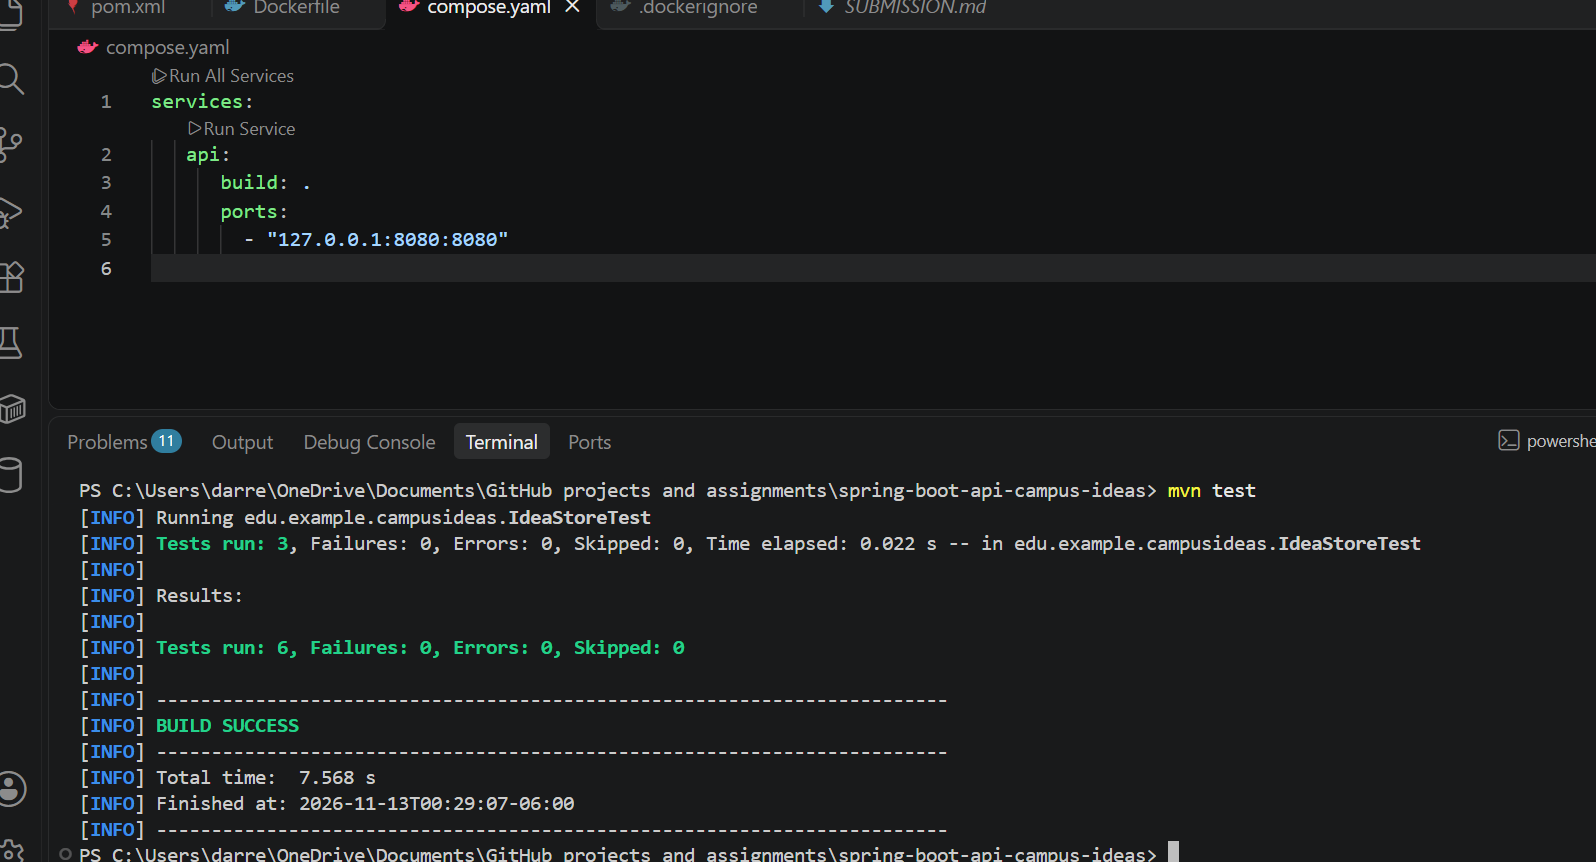 pom.xml Dockerfile compose.yaml .dockerignore SUBMISSION.md
compose.yaml
Run All Services
1 services:
Run Service
2 api:
3 build: .
4 ports:
5 - "127.0.0.1:8080:8080"
6
Problems 11 Output Debug Console Terminal Ports powershe
PS C:\Users\darre\OneDrive\Documents\GitHub projects and assignments\spring-boot-api-campus-ideas> mvn test
[INFO] Running edu.example.campusideas.IdeaStoreTest
[INFO] Tests run: 3, Failures: 0, Errors: 0, Skipped: 0, Time elapsed: 0.022 s -- in edu.example.campusideas.IdeaStoreTest
[INFO]
[INFO] Results:
[INFO]
[INFO] Tests run: 6, Failures: 0, Errors: 0, Skipped: 0
[INFO]
[INFO] ------------------------------------------------------------------------
[INFO] BUILD SUCCESS
[INFO] ------------------------------------------------------------------------
[INFO] Total time:  7.568 s
[INFO] Finished at: 2026-11-13T00:29:07-06:00
[INFO] ------------------------------------------------------------------------
PS C:\Users\darre\OneDrive\Documents\GitHub projects and assignments\spring-boot-api-campus-ideas>